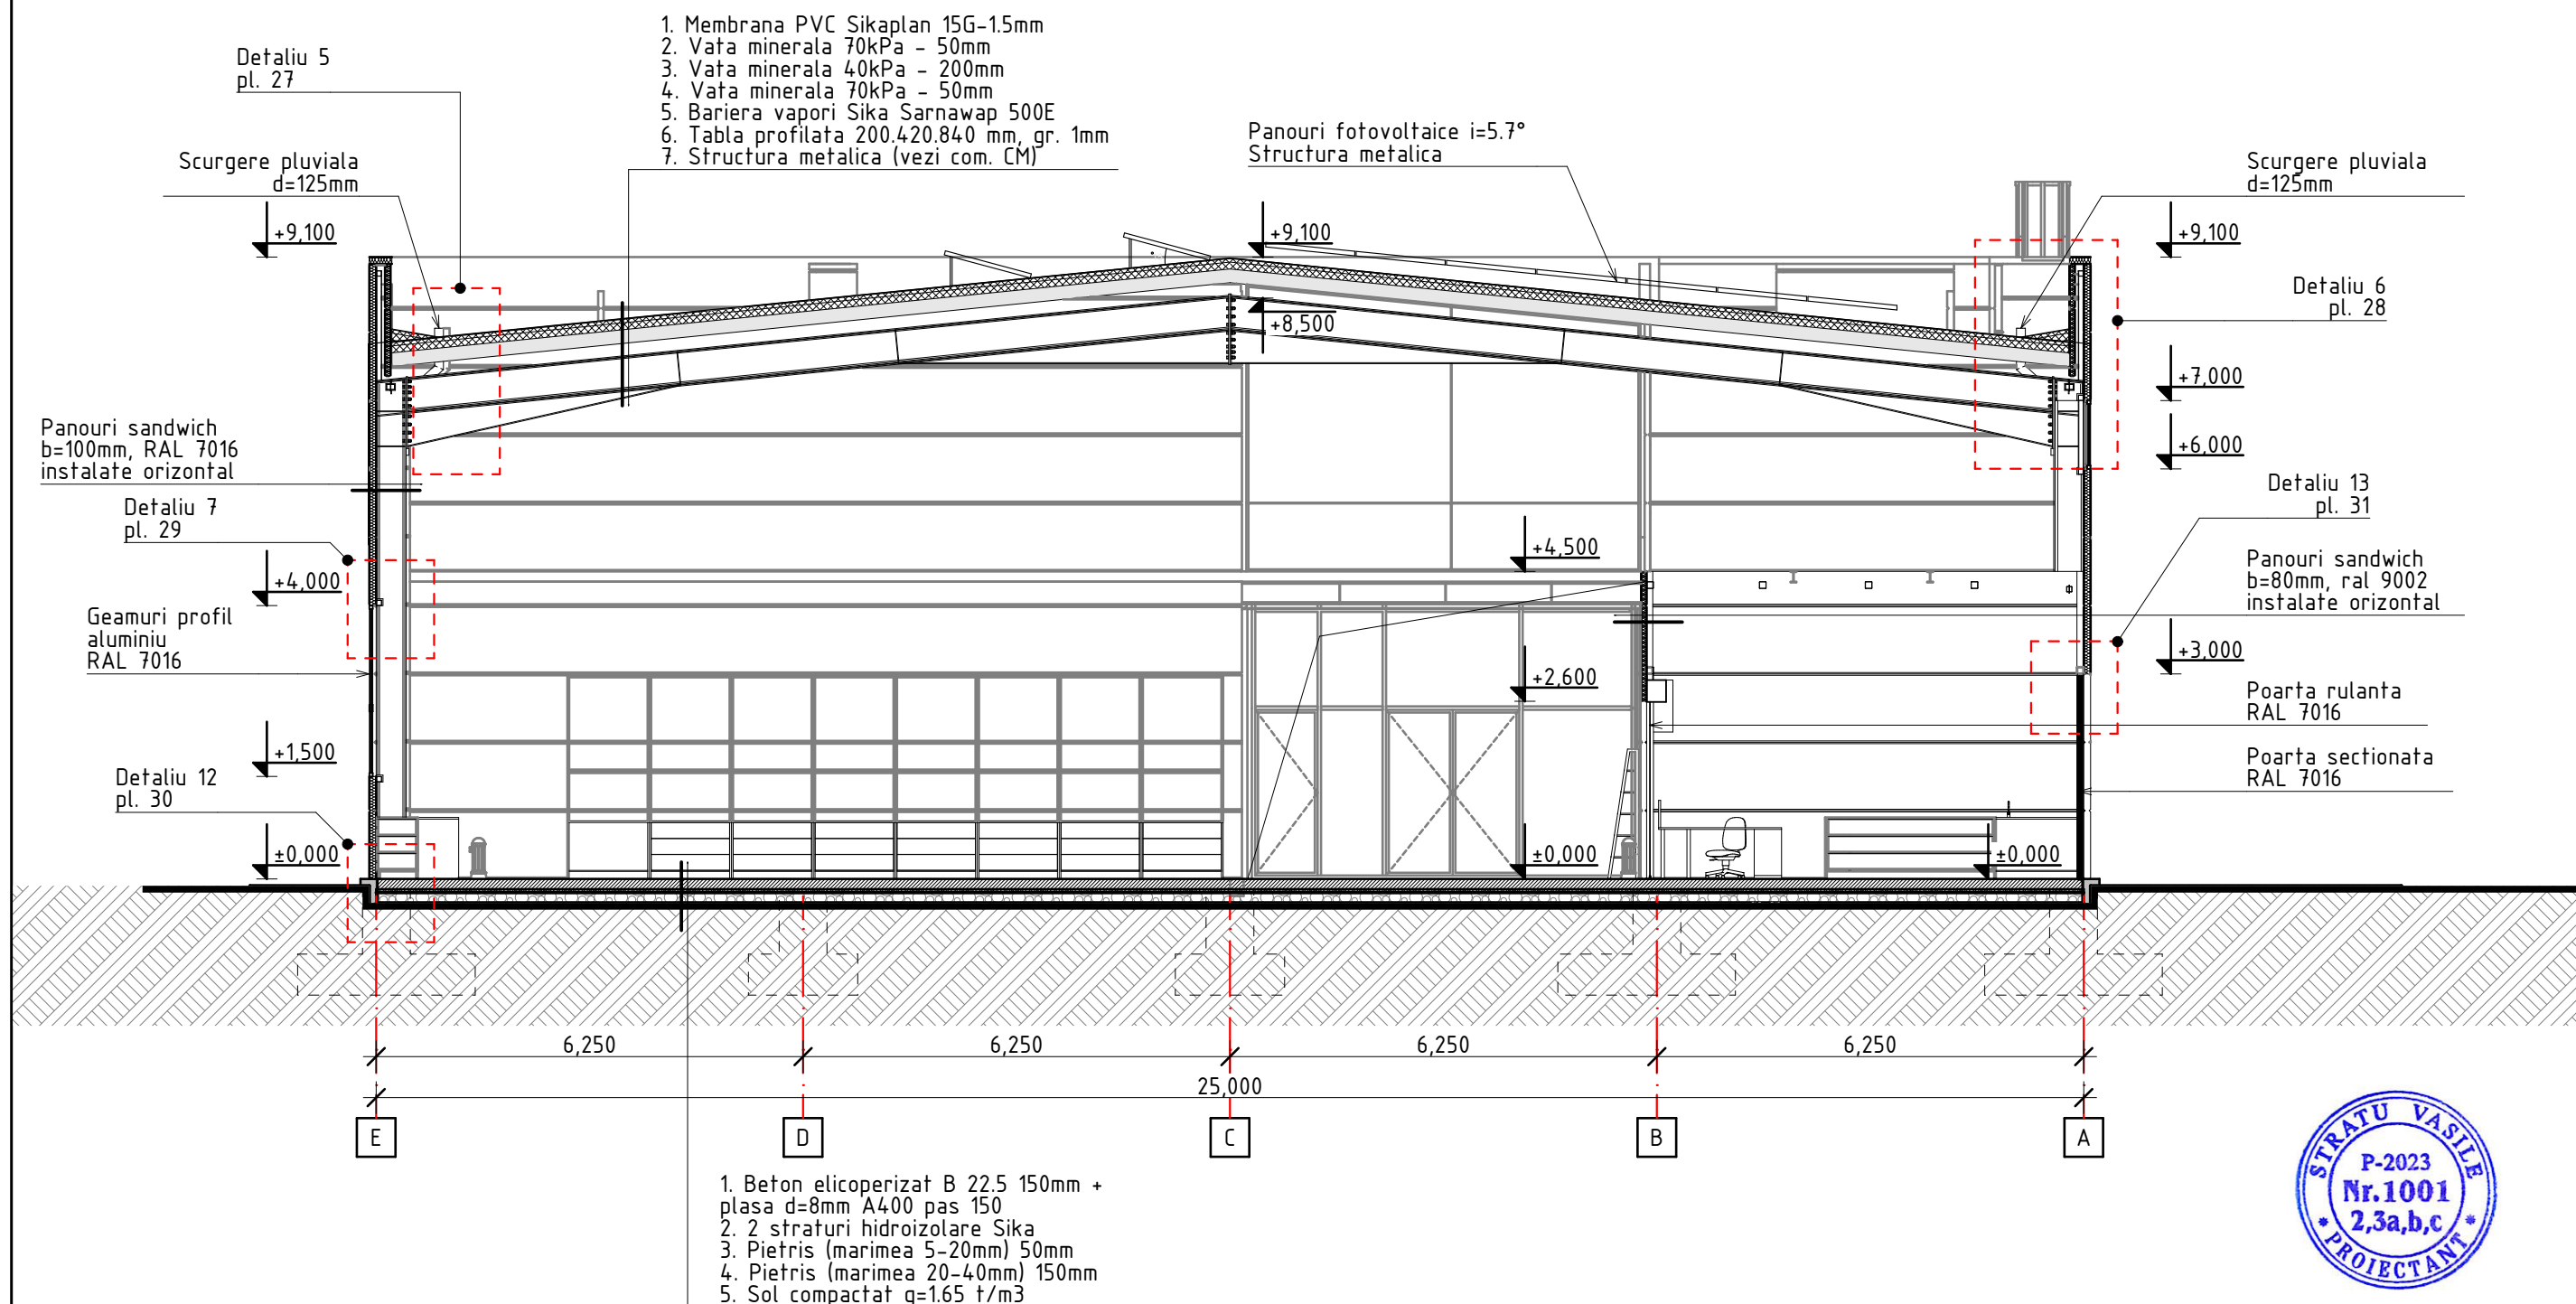 1. Membrana PVC Sikaplan 15G-1.5mm
2. Vata minerala 70kPa - 50mm
3. Vata minerala 40kPa - 200mm
4. Vata minerala 70kPa - 50mm
5. Bariera vapori Sika Sarnawap 500E
6. Tabla profilata 200.420.840 mm, gr. 1mm
7. Structura metalica (vezi com. CM)
Detaliu 5
pl. 27
Scurgere pluviala
d=125mm
+9,100
Panouri fotovoltaice i=5.7°
Structura metalica
+9,100
+8,500
Scurgere pluviala
d=125mm
+9,100
Detaliu 6
pl. 28
+7,000
+6,000
Panouri sandwich
b=100mm, RAL 7016
instalate orizontal
Detaliu 7
pl. 29
+4,000
Geamuri profil
aluminiu
RAL 7016
+1,500
Detaliu 12
pl. 30
±0,000
+4,500
+2,600
±0,000
±0,000
Detaliu 13
pl. 31
Panouri sandwich
b=80mm, ral 9002
instalate orizontal
+3,000
Poarta rulanta
RAL 7016
Poarta sectionata
RAL 7016
6,250
6,250
6,250
6,250
25,000
E
D
C
B
A
1. Beton elicoperizat B 22.5 150mm +
plasa d=8mm A400 pas 150
2. 2 straturi hidroizolare Sika
3. Pietris (marimea 5-20mm) 50mm
4. Pietris (marimea 20-40mm) 150mm
5. Sol compactat g=1.65 t/m3
STRATU VASILE
P-2023
Nr.1001
2,3a,b,c
* PROIECTANT *